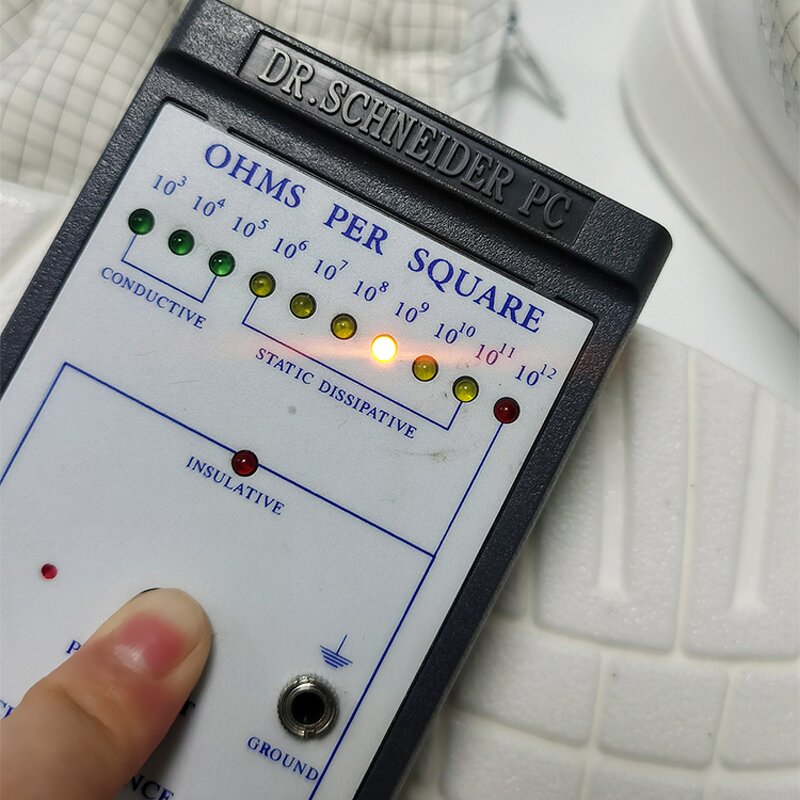 DR.SCHNEIDER PC
OHMS PER SQUARE
10³ 10⁴ 10⁵ 10⁶ 10⁷ 10⁸ 10⁹ 10¹⁰ 10¹¹ 10¹²
CONDUCTIVE
STATIC DISSIPATIVE
INSULATIVE
GROUND